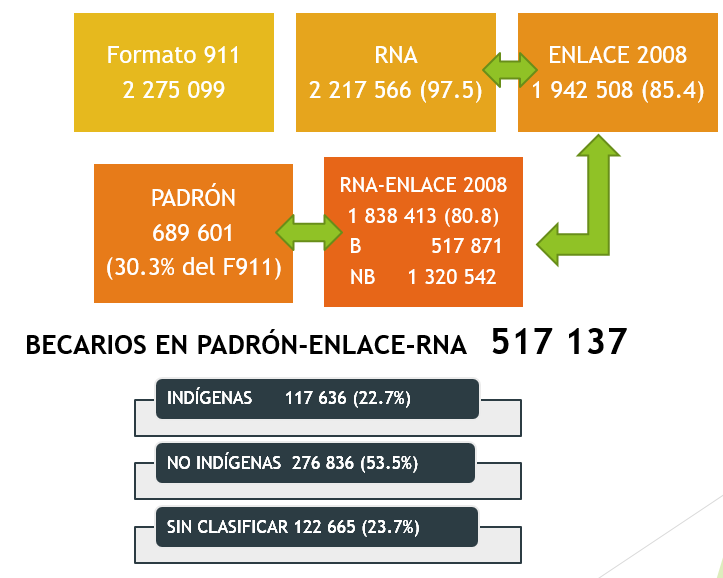 Formato 911
2 275 099
RNA
2 217 566 (97.5)
ENLACE 2008
1 942 508 (85.4)
PADRÓN
689 601
(30.3% del F911)
RNA-ENLACE 2008
1 838 413 (80.8)
B 517 871
NB 1 320 542
BECARIOS EN PADRÓN-ENLACE-RNA 517 137
INDÍGENAS 117 636 (22.7%)
NO INDÍGENAS 276 836 (53.5%)
SIN CLASIFICAR 122 665 (23.7%)